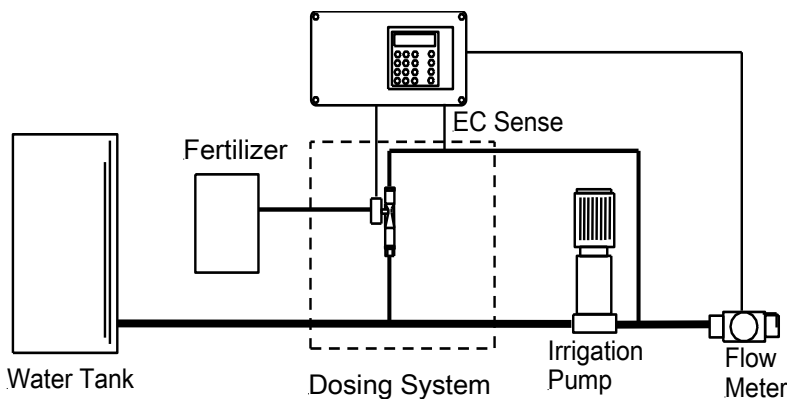 EC Sense
Fertilizer
Irrigation
Pump
Flow
Meter
Water Tank
Dosing System